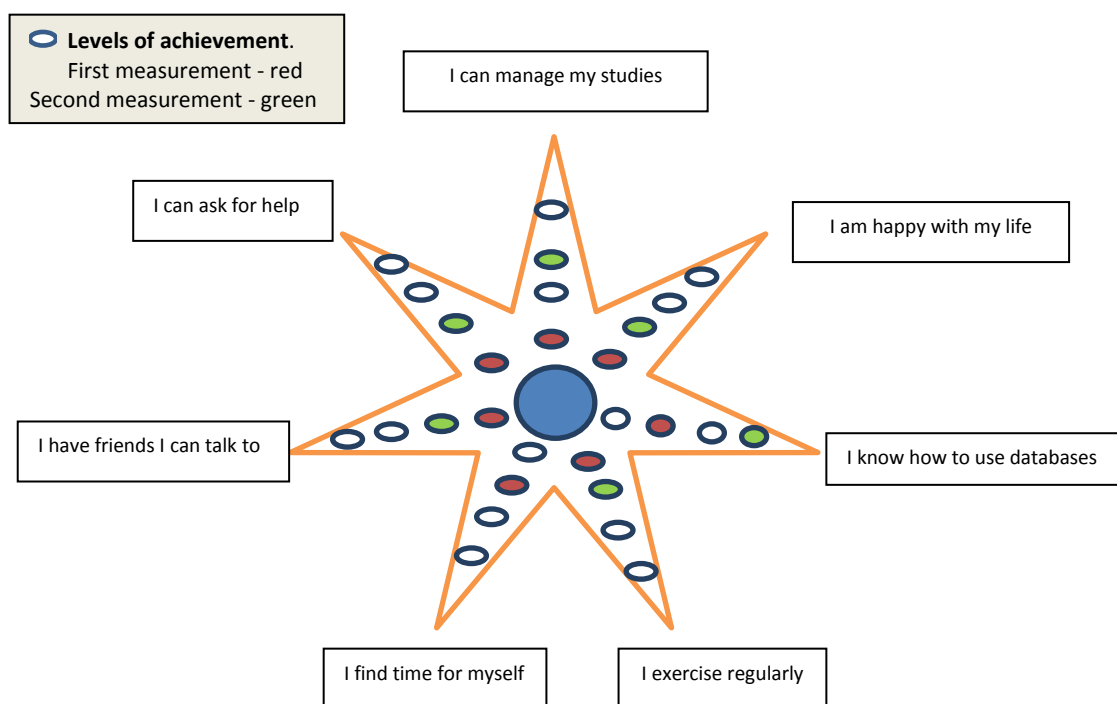 Levels of achievement.
First measurement - red
Second measurement - green
I can manage my studies
I can ask for help
I am happy with my life
I have friends I can talk to
I know how to use databases
I find time for myself
I exercise regularly